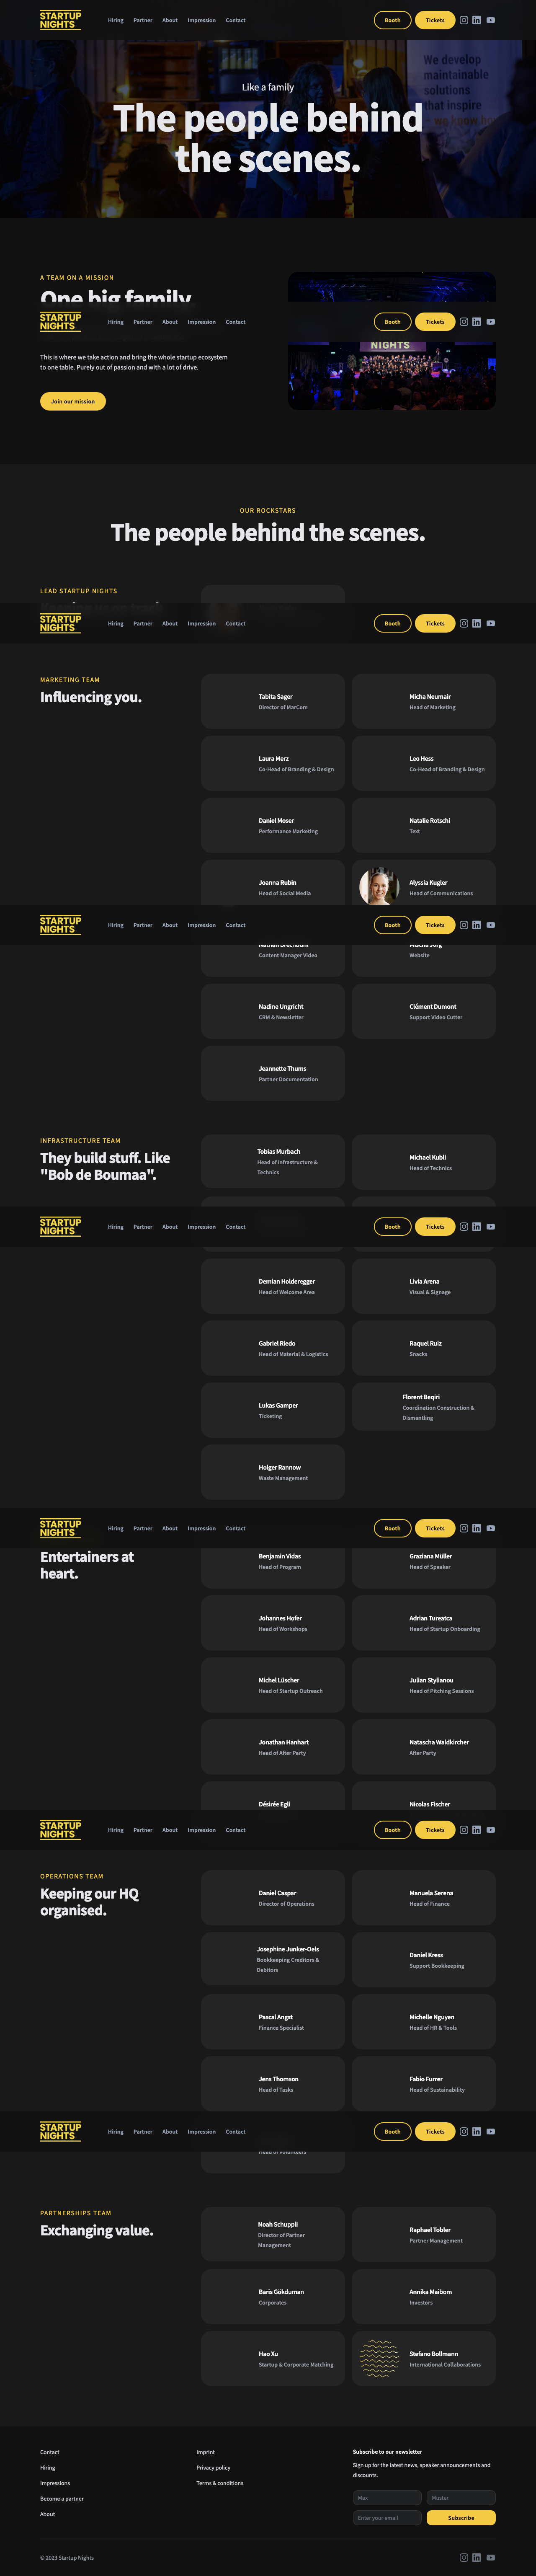 STARTUP
NIGHTS
Hiring Partner About Impression Contact Booth Tickets
We develop
maintainable
solutions
that inspire
we know how
Like a family
The people behind
the scenes.
A TEAM ON A MISSION
One big family
STARTUP
NIGHTS
Hiring Partner About Impression Contact Booth Tickets
NIGHTS
This is where we take action and bring the whole startup ecosystem
to one table. Purely out of passion and with a lot of drive.
Join our mission
OUR ROCKSTARS
The people behind the scenes.
LEAD STARTUP NIGHTS
STARTUP
NIGHTS
Hiring Partner About Impression Contact Booth Tickets
MARKETING TEAM
Influencing you.
Tabita Sager
Director of MarCom
Micha Neumair
Head of Marketing
Laura Merz
Co-Head of Branding & Design
Leo Hess
Co-Head of Branding & Design
Daniel Moser
Performance Marketing
Natalie Rotschi
Text
Joanna Rubin
Head of Social Media
Alyssia Kugler
Head of Communications
STARTUP
NIGHTS
Hiring Partner About Impression Contact Booth Tickets
Content Manager Video
Website
Nadine Ungricht
CRM & Newsletter
Clément Dumont
Support Video Cutter
Jeannette Thums
Partner Documentation
INFRASTRUCTURE TEAM
They build stuff. Like
"Bob de Boumaa".
Tobias Murbach
Head of Infrastructure &
Technics
Michael Kubli
Head of Technics
STARTUP
NIGHTS
Hiring Partner About Impression Contact Booth Tickets
Demian Holderegger
Head of Welcome Area
Livia Arena
Visual & Signage
Gabriel Riedo
Head of Material & Logistics
Raquel Ruiz
Snacks
Lukas Gamper
Ticketing
Florent Beqiri
Coordination Construction &
Dismantling
Holger Rannow
Waste Management
STARTUP
NIGHTS
Hiring Partner About Impression Contact Booth Tickets
Entertainers at
heart.
Benjamin Vidas
Head of Program
Graziana Müller
Head of Speaker
Johannes Hofer
Head of Workshops
Adrian Tureatca
Head of Startup Onboarding
Michel Lüscher
Head of Startup Outreach
Julian Stylianou
Head of Pitching Sessions
Jonathan Hanhart
Head of After Party
Natascha Waldkircher
After Party
Désirée Egli
Nicolas Fischer
STARTUP
NIGHTS
Hiring Partner About Impression Contact Booth Tickets
OPERATIONS TEAM
Keeping our HQ
organised.
Daniel Caspar
Director of Operations
Manuela Serena
Head of Finance
Josephine Junker-Oels
Bookkeeping Creditors &
Debitors
Daniel Kress
Support Bookkeeping
Pascal Angst
Finance Specialist
Michelle Nguyen
Head of HR & Tools
Jens Thomson
Head of Tasks
Fabio Furrer
Head of Sustainability
STARTUP
NIGHTS
Hiring Partner About Impression Contact Booth Tickets
Head of Volunteers
PARTNERSHIPS TEAM
Exchanging value.
Noah Schuppli
Director of Partner
Management
Raphael Tobler
Partner Management
Baris Gökduman
Corporates
Annika Maibom
Investors
Hao Xu
Startup & Corporate Matching
Stefano Bollmann
International Collaborations
Contact
Hiring
Impressions
Become a partner
About
Imprint
Privacy policy
Terms & conditions
Subscribe to our newsletter
Sign up for the latest news, speaker announcements and
discounts.
Max Muster
Enter your email Subscribe
© 2023 Startup Nights